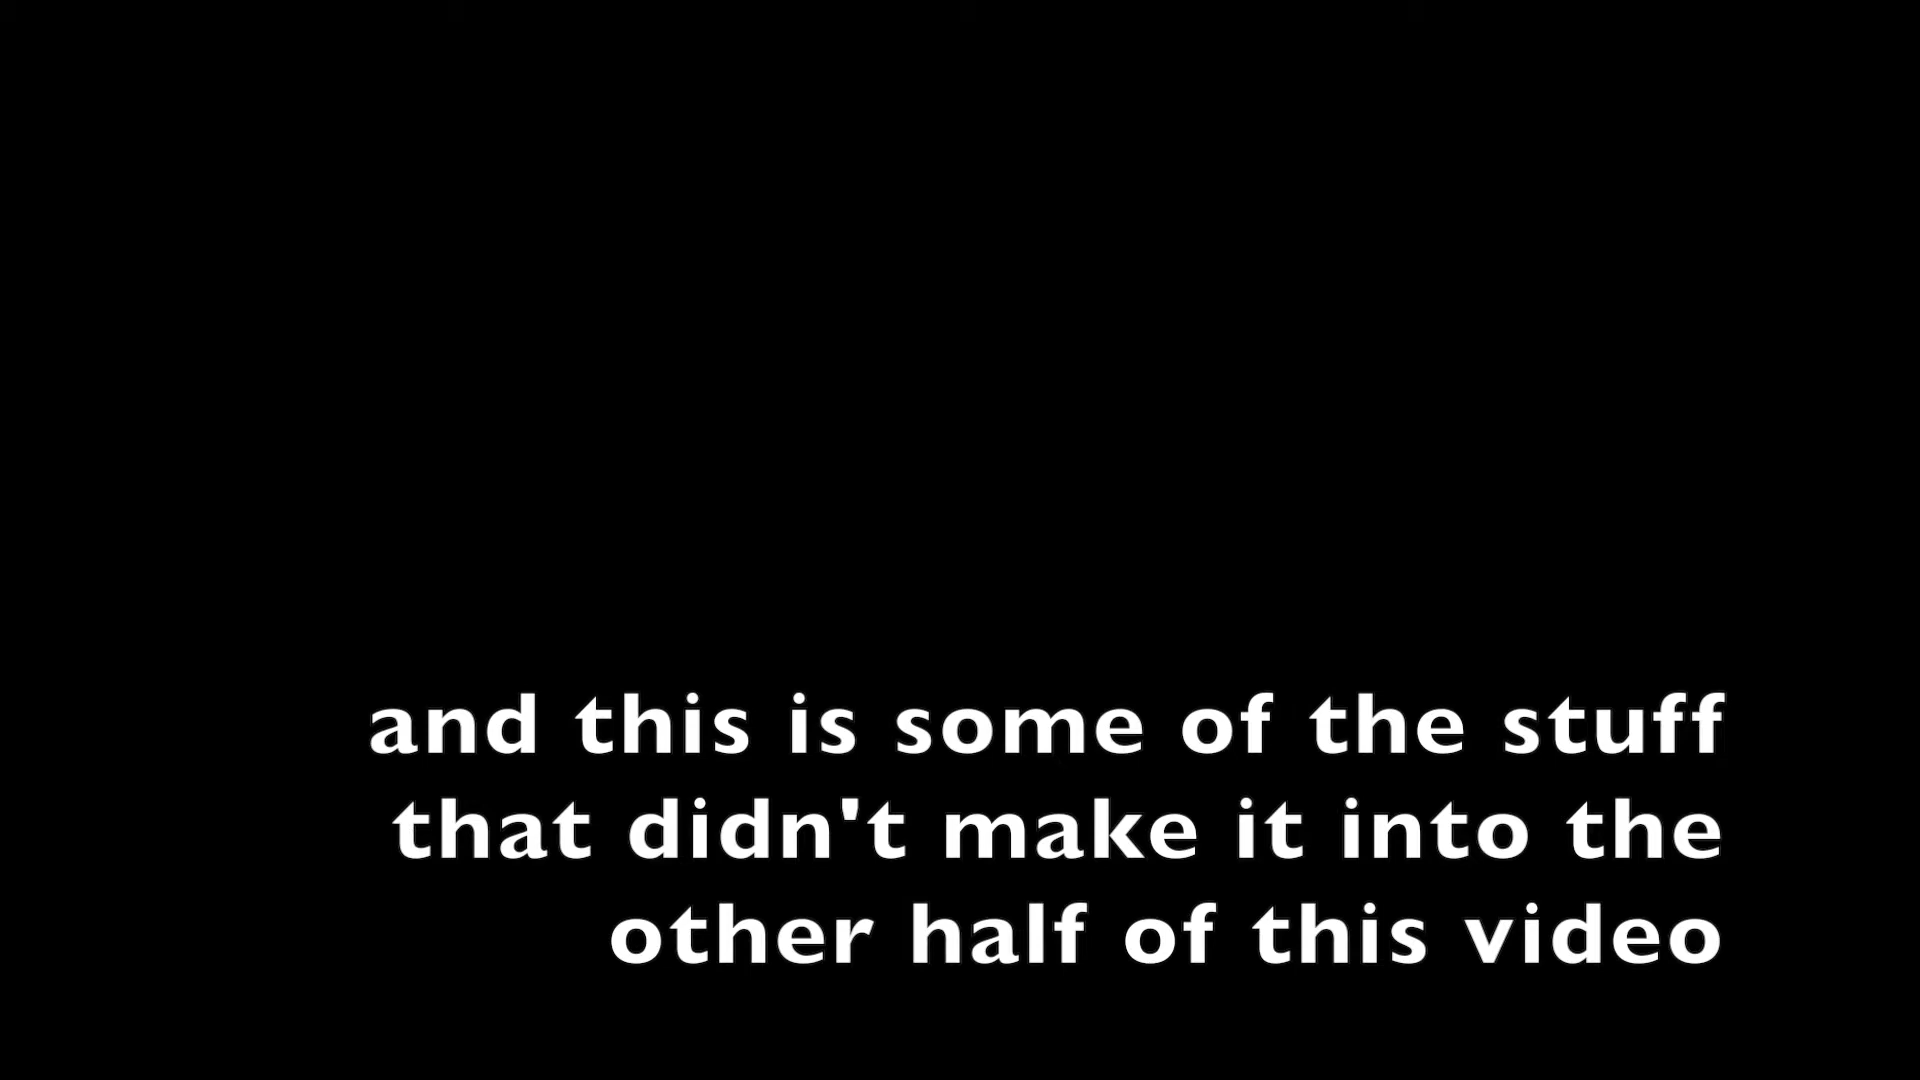 and this is some of the stuff
that didn't make it into the
other half of this video